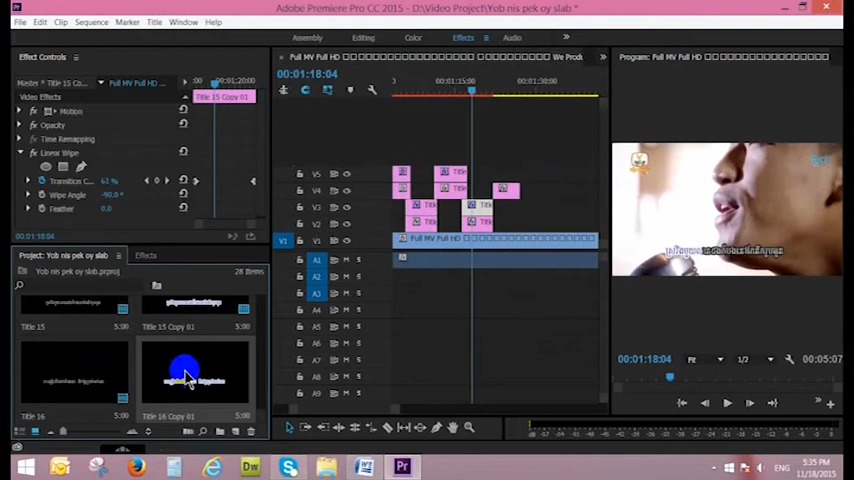 Adobe Premiere Pro CC 2015 - D:\Video Project\Yob nis pek oy slab *
File Edit Clip Sequence Marker Title Window Help
Assembly Editing Color Effects Audio
Effect Controls
Master * Title 15 Co... Full MV Full HD ... :00 00:01:20:00
Video Effects
Title 15 Copy 01
fx Motion
fx Opacity
Time Remapping
fx Linear Wipe
Transition C... 61 %
Wipe Angle -90.0 °
Feather 0.0
00:01:18:04
Project: Yob nis pek oy slab
Effects
Yob nis pek oy slab.prproj
28 Items
Title 15 5:00
Title 15 Copy 01 5:00
Title 16 5:00
Title 16 Copy 01 5:00
Full MV Full HD
We Produ
00:01:18:04
00:01:15:00 00:01:30:00
V5
V4
V3
V2
V1 V1
Full MV Full HD
A1 M S
A2 M S
A3 M S
A4 M S
A5 M S
A6 M S
A7 M S
A8 M S
A9 M S
Program: Full MV Full HD
00:01:18:04 Fit 1/2 00:05:07
ENG
5:35 PM
11/18/2015